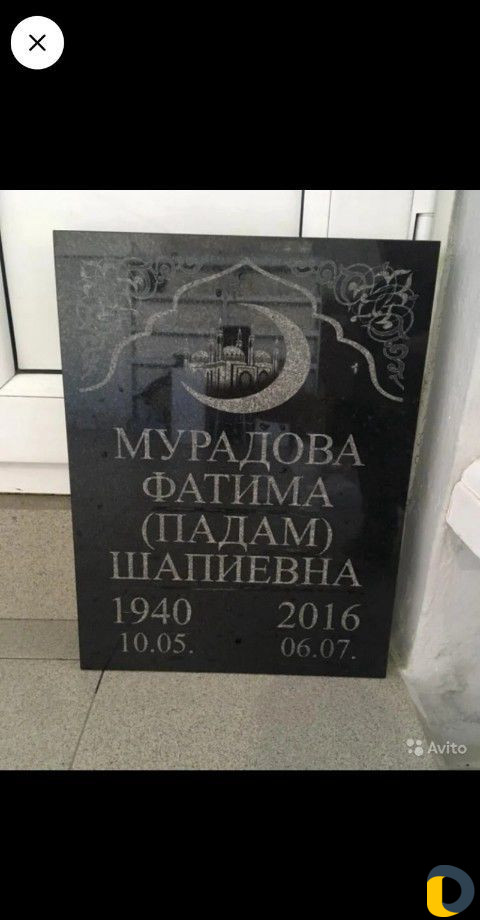 МУРАДОВА
ФАТИМА
(ПАДАМ)
ШАПИЕВНА
1940 2016
10.05. 06.07.
Avito